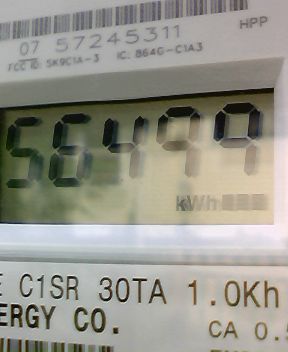 HPP
07 57245311
FCC ID: SK9C1A-3 IC: 864G-C1A3
56499
kWh
E C1SR 30TA 1.0Kh
ERGY CO.
CA 0.